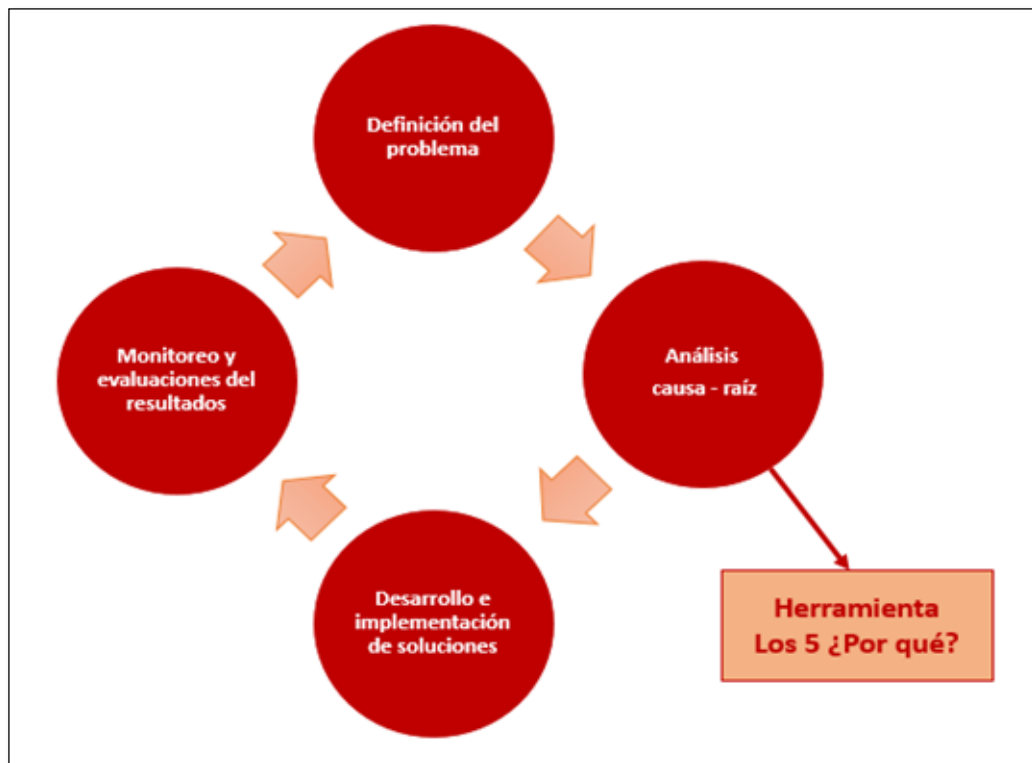 Definición del
problema
Análisis
causa - raíz
Monitoreo y
evaluaciones del
resultados
Desarrollo e
implementación
de soluciones
Herramienta
Los 5 ¿Por qué?